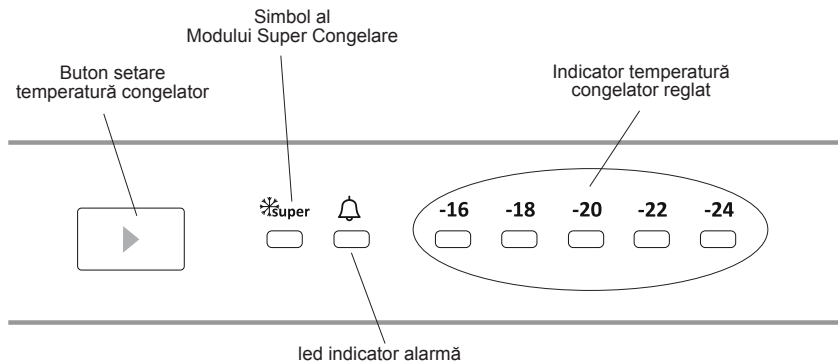 Simbol al
Modului Super Congelare
Buton setare
temperatură congelator
Indicator temperatură
congelator reglat
super
-16 -18 -20 -22 -24
led indicator alarmă